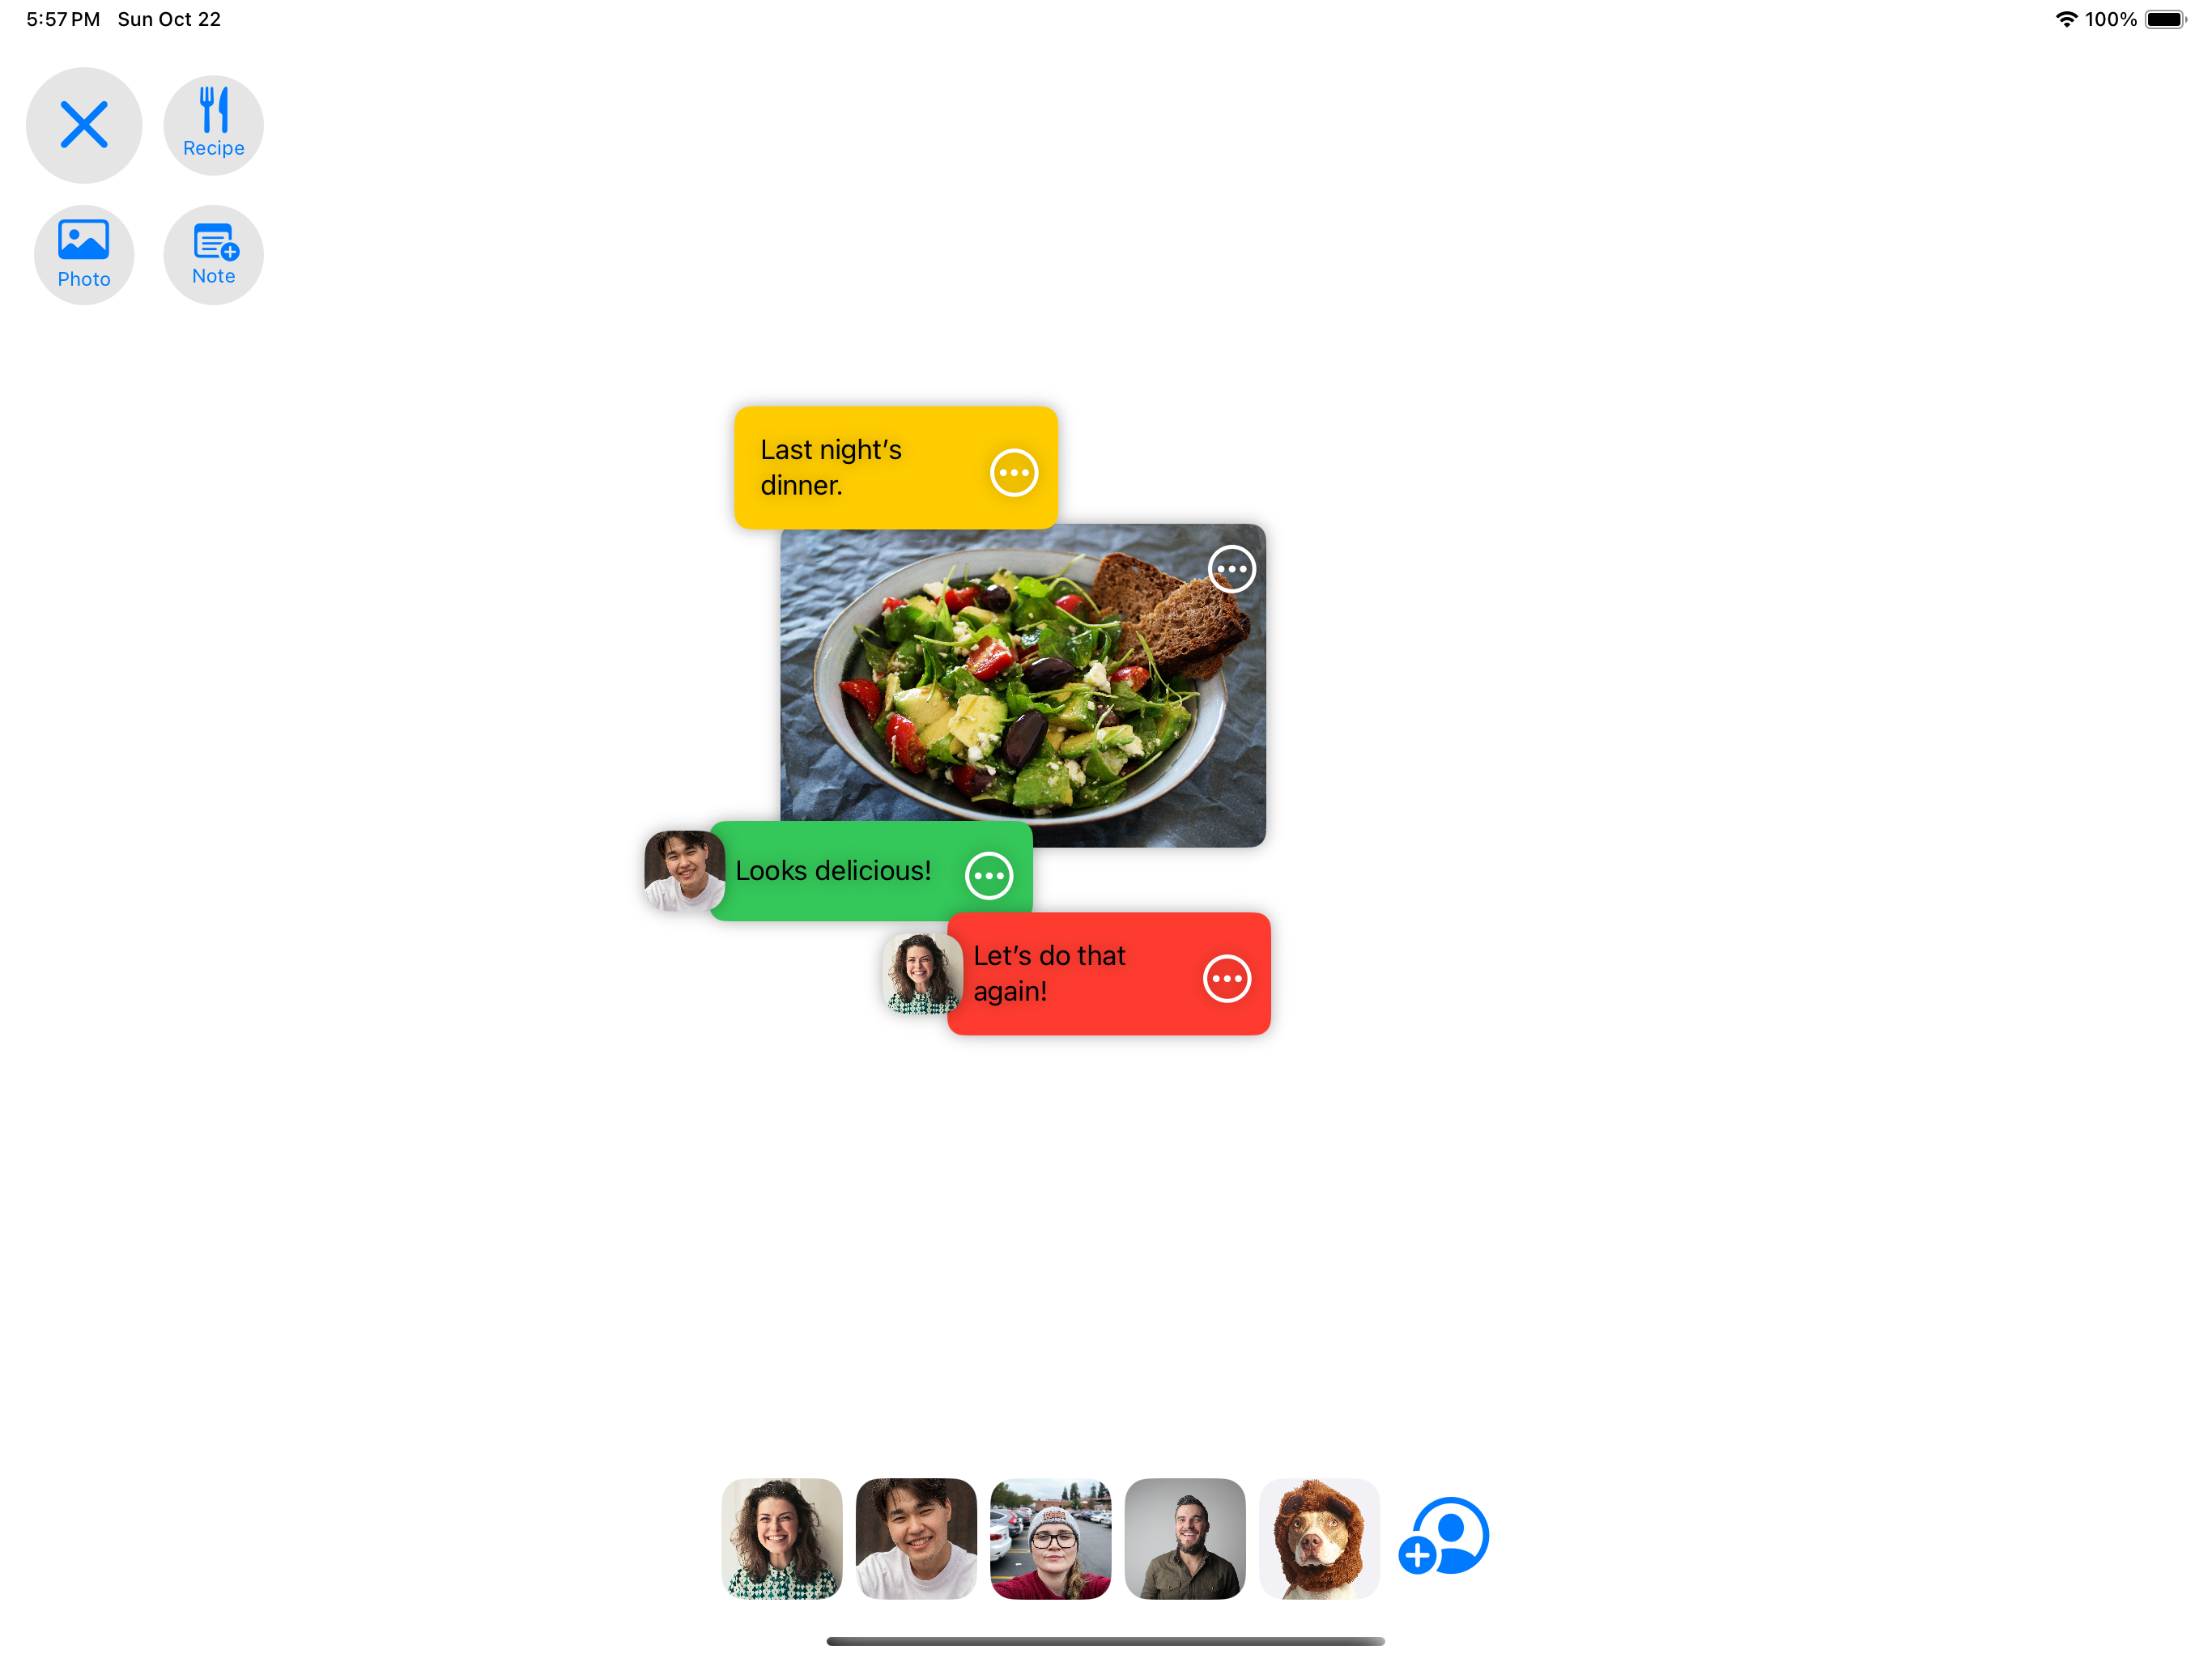 5:57 PM Sun Oct 22
100%
Recipe
Photo
Note
Last night’s
dinner.
Looks delicious!
Let’s do that
again!